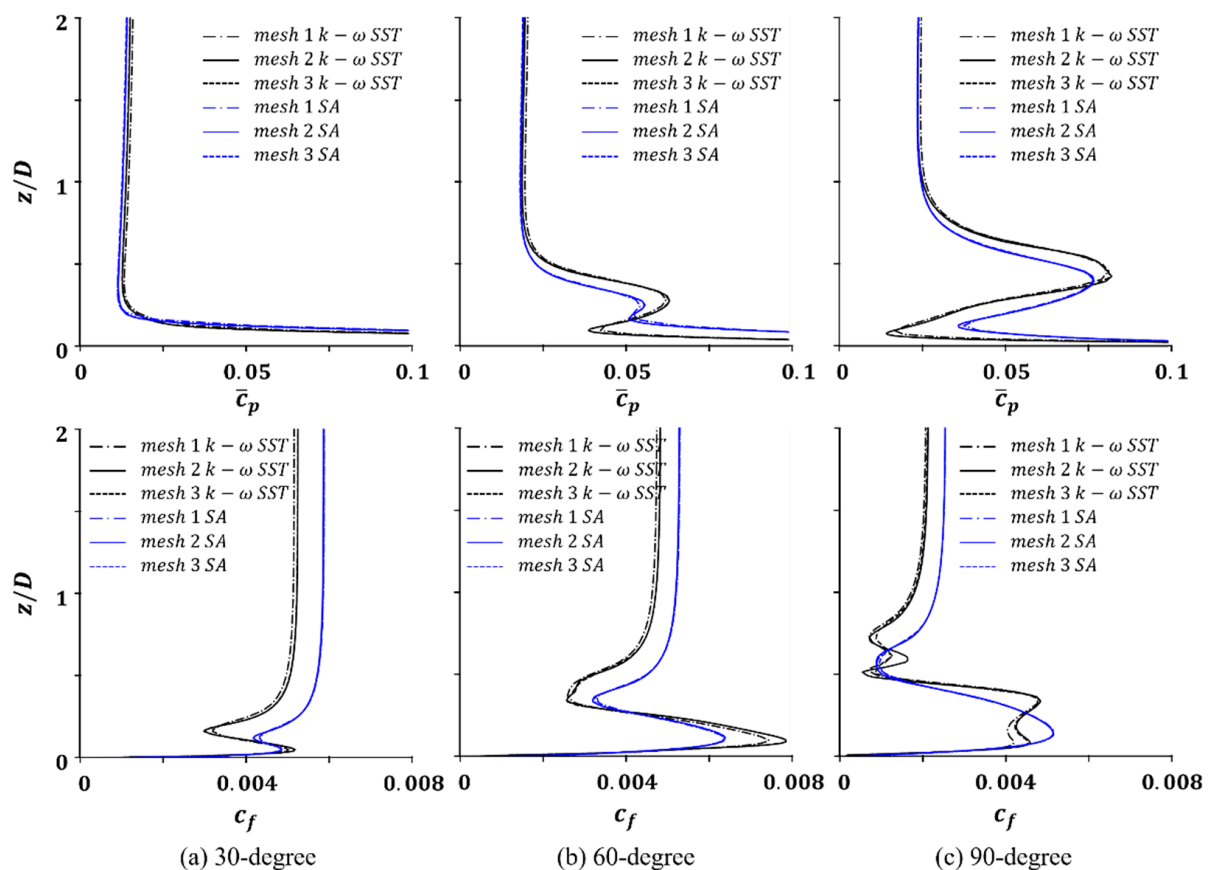 2
mesh 1 k − ω SST
mesh 2 k − ω SST
mesh 3 k − ω SST
mesh 1 SA
mesh 2 SA
mesh 3 SA
z/D
1
0
0
0.05
0.1
c̄p
mesh 1 k − ω SST
mesh 2 k − ω SST
mesh 3 k − ω SST
mesh 1 SA
mesh 2 SA
mesh 3 SA
0
0.05
0.1
c̄p
mesh 1 k − ω SST
mesh 2 k − ω SST
mesh 3 k − ω SST
mesh 1 SA
mesh 2 SA
mesh 3 SA
0
0.05
0.1
c̄p
2
mesh 1 k − ω SST
mesh 2 k − ω SST
mesh 3 k − ω SST
mesh 1 SA
mesh 2 SA
mesh 3 SA
z/D
1
0
0
0.004
0.008
cf
(a) 30-degree
mesh 1 k − ω SST
mesh 2 k − ω SST
mesh 3 k − ω SST
mesh 1 SA
mesh 2 SA
mesh 3 SA
0
0.004
0.008
cf
(b) 60-degree
mesh 1 k − ω SST
mesh 2 k − ω SST
mesh 3 k − ω SST
mesh 1 SA
mesh 2 SA
mesh 3 SA
0
0.004
0.008
cf
(c) 90-degree